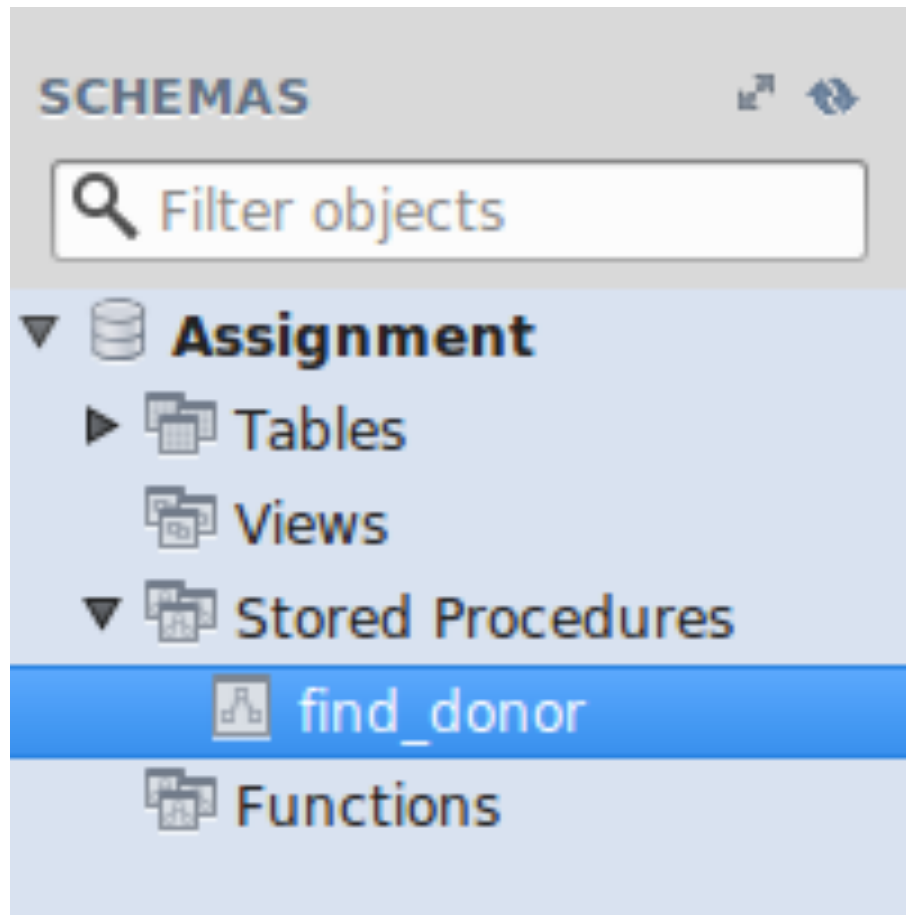 SCHEMAS
Filter objects
Assignment
Tables
Views
Stored Procedures
find_donor
Functions